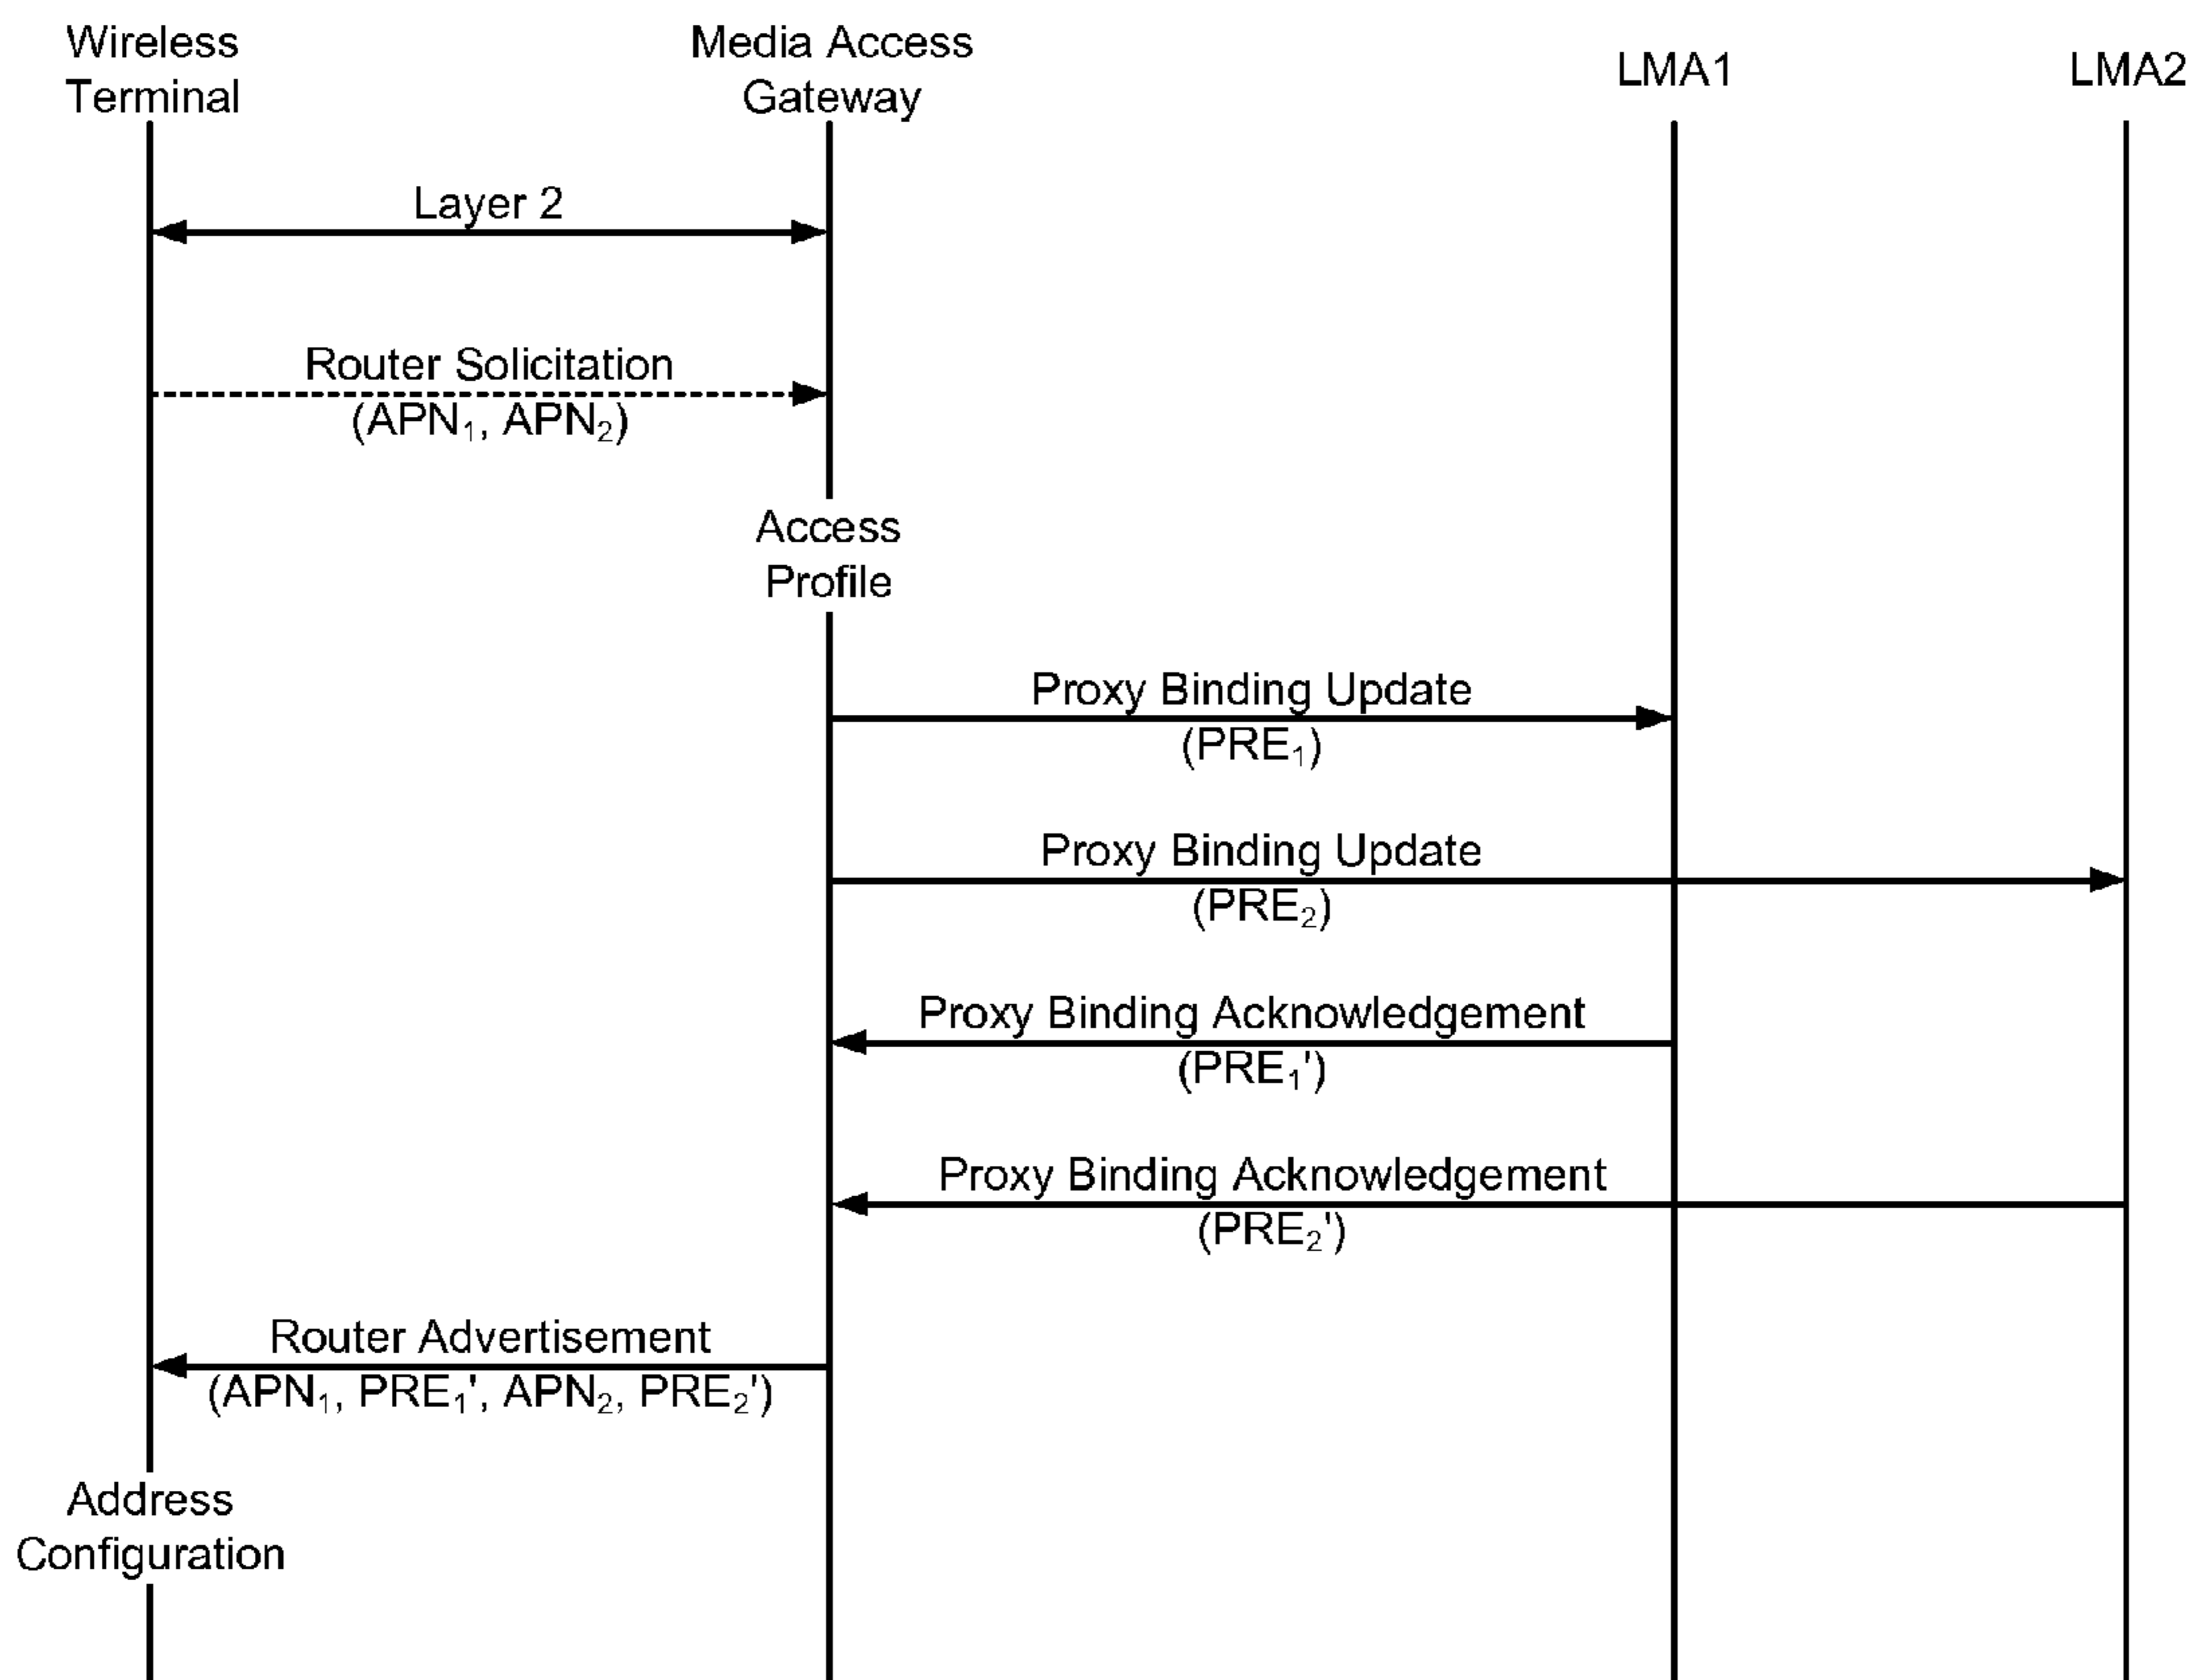 Wireless
Terminal
Media Access
Gateway
LMA1
LMA2
Layer 2
Router Solicitation
(APN₁, APN₂)
Access
Profile
Proxy Binding Update
(PRE₁)
Proxy Binding Update
(PRE₂)
Proxy Binding Acknowledgement
(PRE₁')
Proxy Binding Acknowledgement
(PRE₂')
Router Advertisement
(APN₁, PRE₁', APN₂, PRE₂')
Address
Configuration